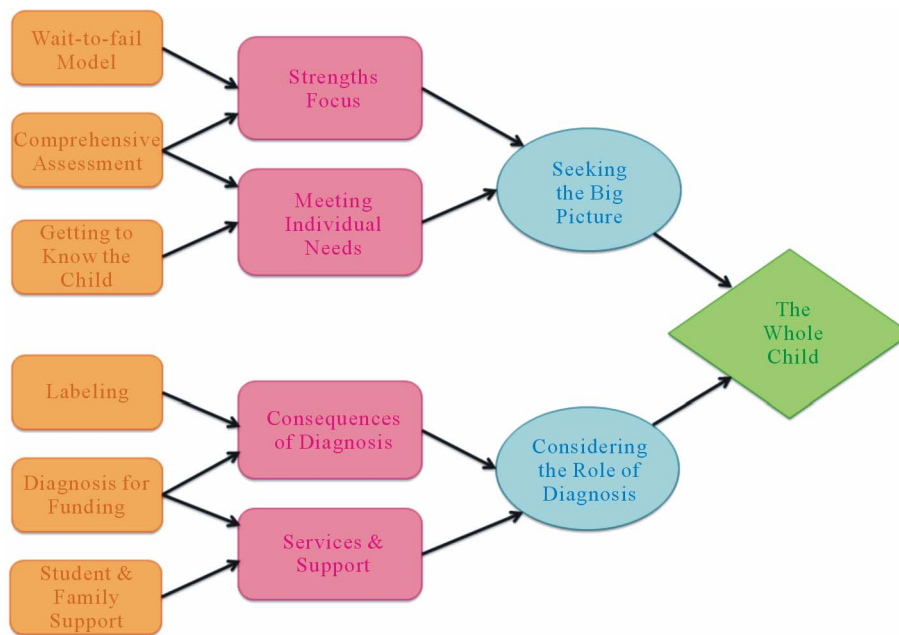 Wait-to-fail
Model
Strengths
Focus
Comprehensive
Assessment
Seeking
the Big
Picture
Meeting
Individual
Needs
Getting to
Know the
Child
The
Whole
Child
Labeling
Consequences
of Diagnosis
Considering
the Role of
Diagnosis
Diagnosis for
Funding
Services &
Support
Student &
Family
Support